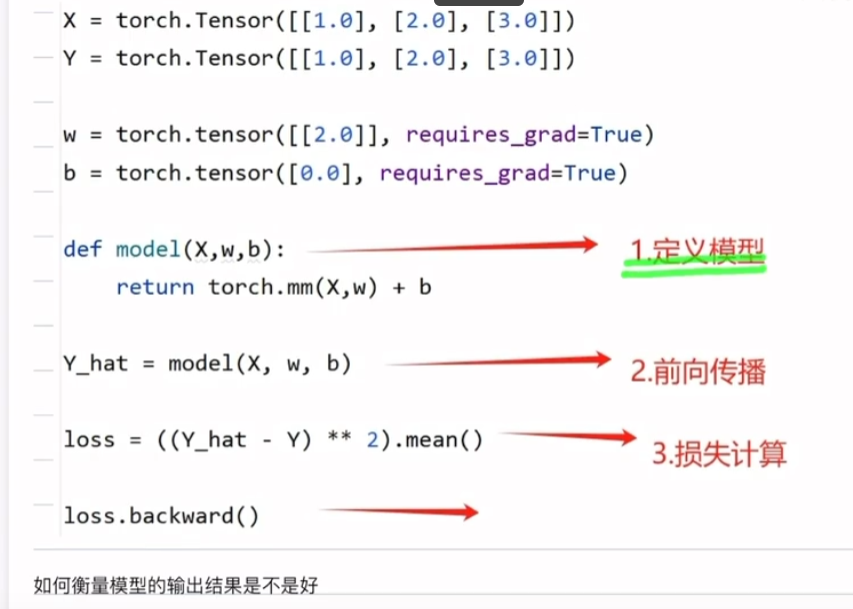 X = torch.Tensor([[1.0], [2.0], [3.0]])
Y = torch.Tensor([[1.0], [2.0], [3.0]])
w = torch.tensor([[2.0]], requires_grad=True)
b = torch.tensor([0.0], requires_grad=True)
def model(X,w,b):
1.定义模型
return torch.mm(X,w) + b
Y_hat = model(X, w, b)
2.前向传播
loss = ((Y_hat - Y) ** 2).mean()
3.损失计算
loss.backward()
如何衡量模型的输出结果是不是好